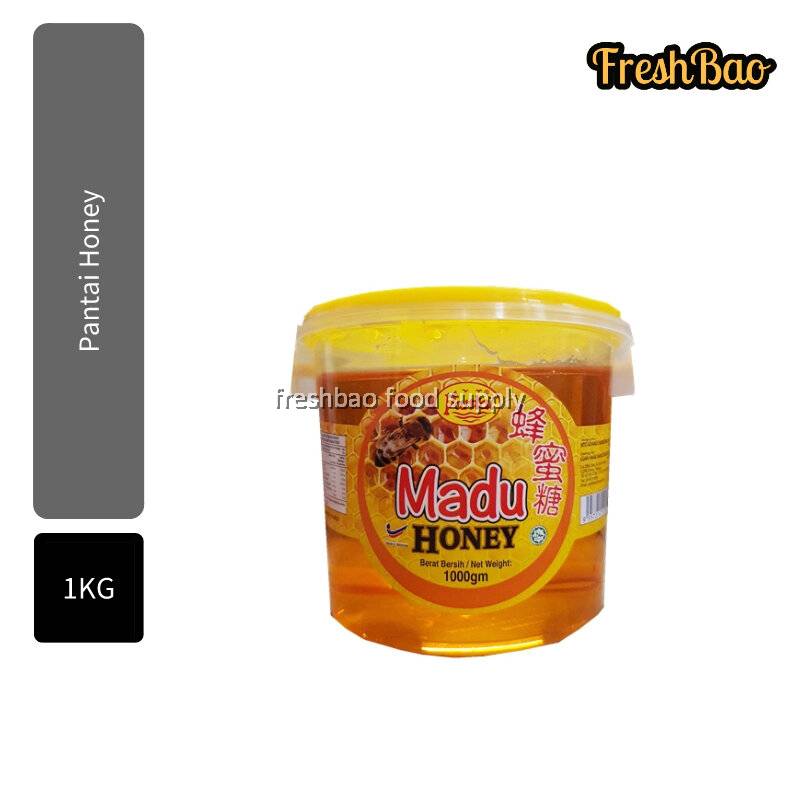 FreshBao
Pantai Honey
1KG
freshbao food supply
蜂蜜糖
Madu
HONEY
Berat Bersih / Net Weight:
1000gm